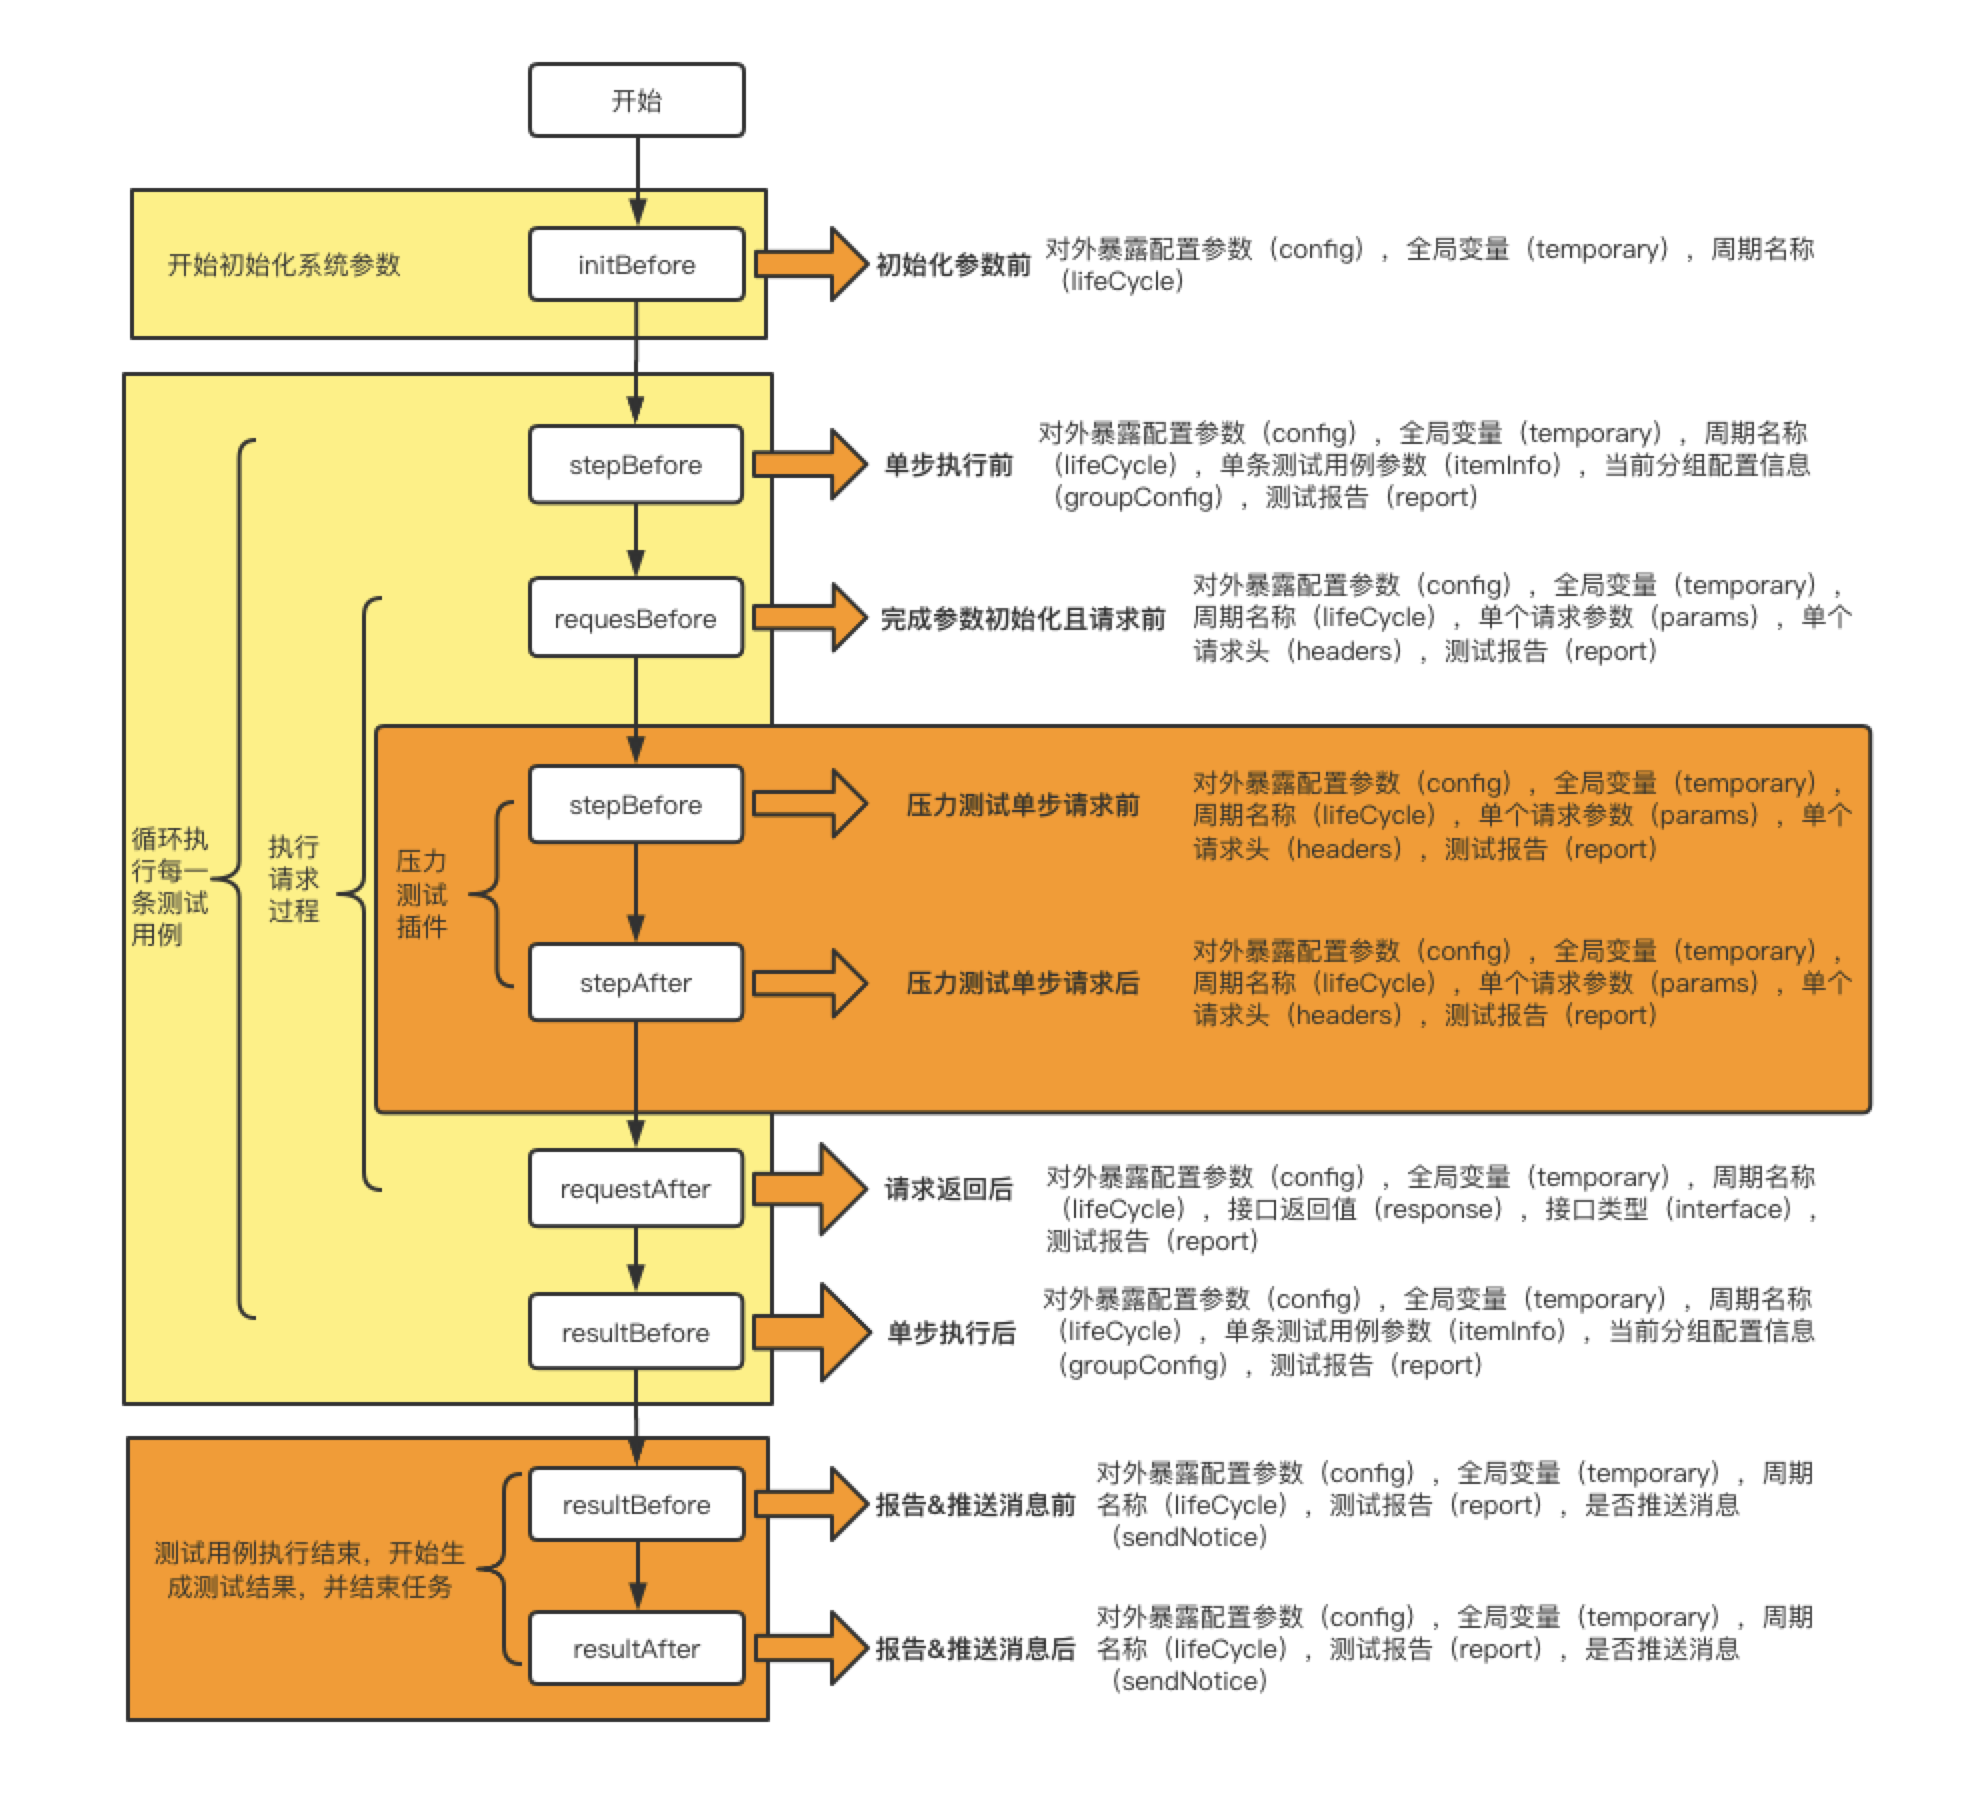 开始
开始初始化系统参数
initBefore
初始化参数前
对外暴露配置参数（config），全局变量（temporary），周期名称
（lifeCycle）
stepBefore
单步执行前
对外暴露配置参数（config），全局变量（temporary），周期名称
（lifeCycle），单条测试用例参数（itemInfo），当前分组配置信息
（groupConfig），测试报告（report）
requesBefore
完成参数初始化且请求前
对外暴露配置参数（config），全局变量（temporary），
周期名称（lifeCycle），单个请求参数（params），单个
请求头（headers），测试报告（report）
循环执
行每一
条测试
用例
执行
请求
过程
压力
测试
插件
stepBefore
压力测试单步请求前
对外暴露配置参数（config），全局变量（temporary），
周期名称（lifeCycle），单个请求参数（params），单个
请求头（headers），测试报告（report）
stepAfter
压力测试单步请求后
对外暴露配置参数（config），全局变量（temporary），
周期名称（lifeCycle），单个请求参数（params），单个
请求头（headers），测试报告（report）
requestAfter
请求返回后
对外暴露配置参数（config），全局变量（temporary），周期名称
（lifeCycle），接口返回值（response），接口类型（interface），
测试报告（report）
resultBefore
单步执行后
对外暴露配置参数（config），全局变量（temporary），周期名称
（lifeCycle），单条测试用例参数（itemInfo），当前分组配置信息
（groupConfig），测试报告（report）
测试用例执行结束，开始生
成测试结果，并结束任务
resultBefore
报告&推送消息前
对外暴露配置参数（config），全局变量（temporary），周期
名称（lifeCycle），测试报告（report），是否推送消息
（sendNotice）
resultAfter
报告&推送消息后
对外暴露配置参数（config），全局变量（temporary），周期
名称（lifeCycle），测试报告（report），是否推送消息
（sendNotice）